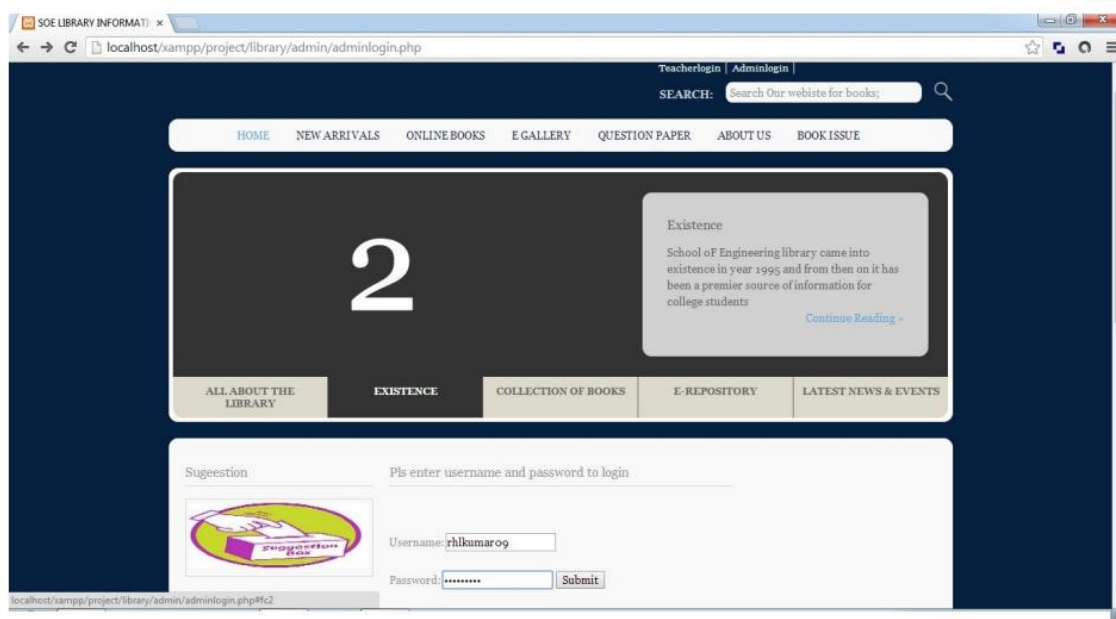 SOE LIBRARY INFORMATI
localhost/xampp/project/library/admin/adminlogin.php
Teacherlogin | Adminlogin |
SEARCH: Search Our webiste for books;
HOME NEW ARRIVALS ONLINE BOOKS E GALLERY QUESTION PAPER ABOUT US BOOK ISSUE
2
Existence
School oF Engineering library came into
existence in year 1995 and from then on it has
been a premier source of information for
college students
Continue Reading »
ALL ABOUT THE
LIBRARY
EXISTENCE
COLLECTION OF BOOKS
E-REPOSITORY
LATEST NEWS & EVENTS
Sugeestion
Pls enter username and password to login
Suggestion
Box
Username: rhlkumar09
Password: •••••••••
Submit
localhost/xampp/project/library/admin/adminlogin.php#fc2